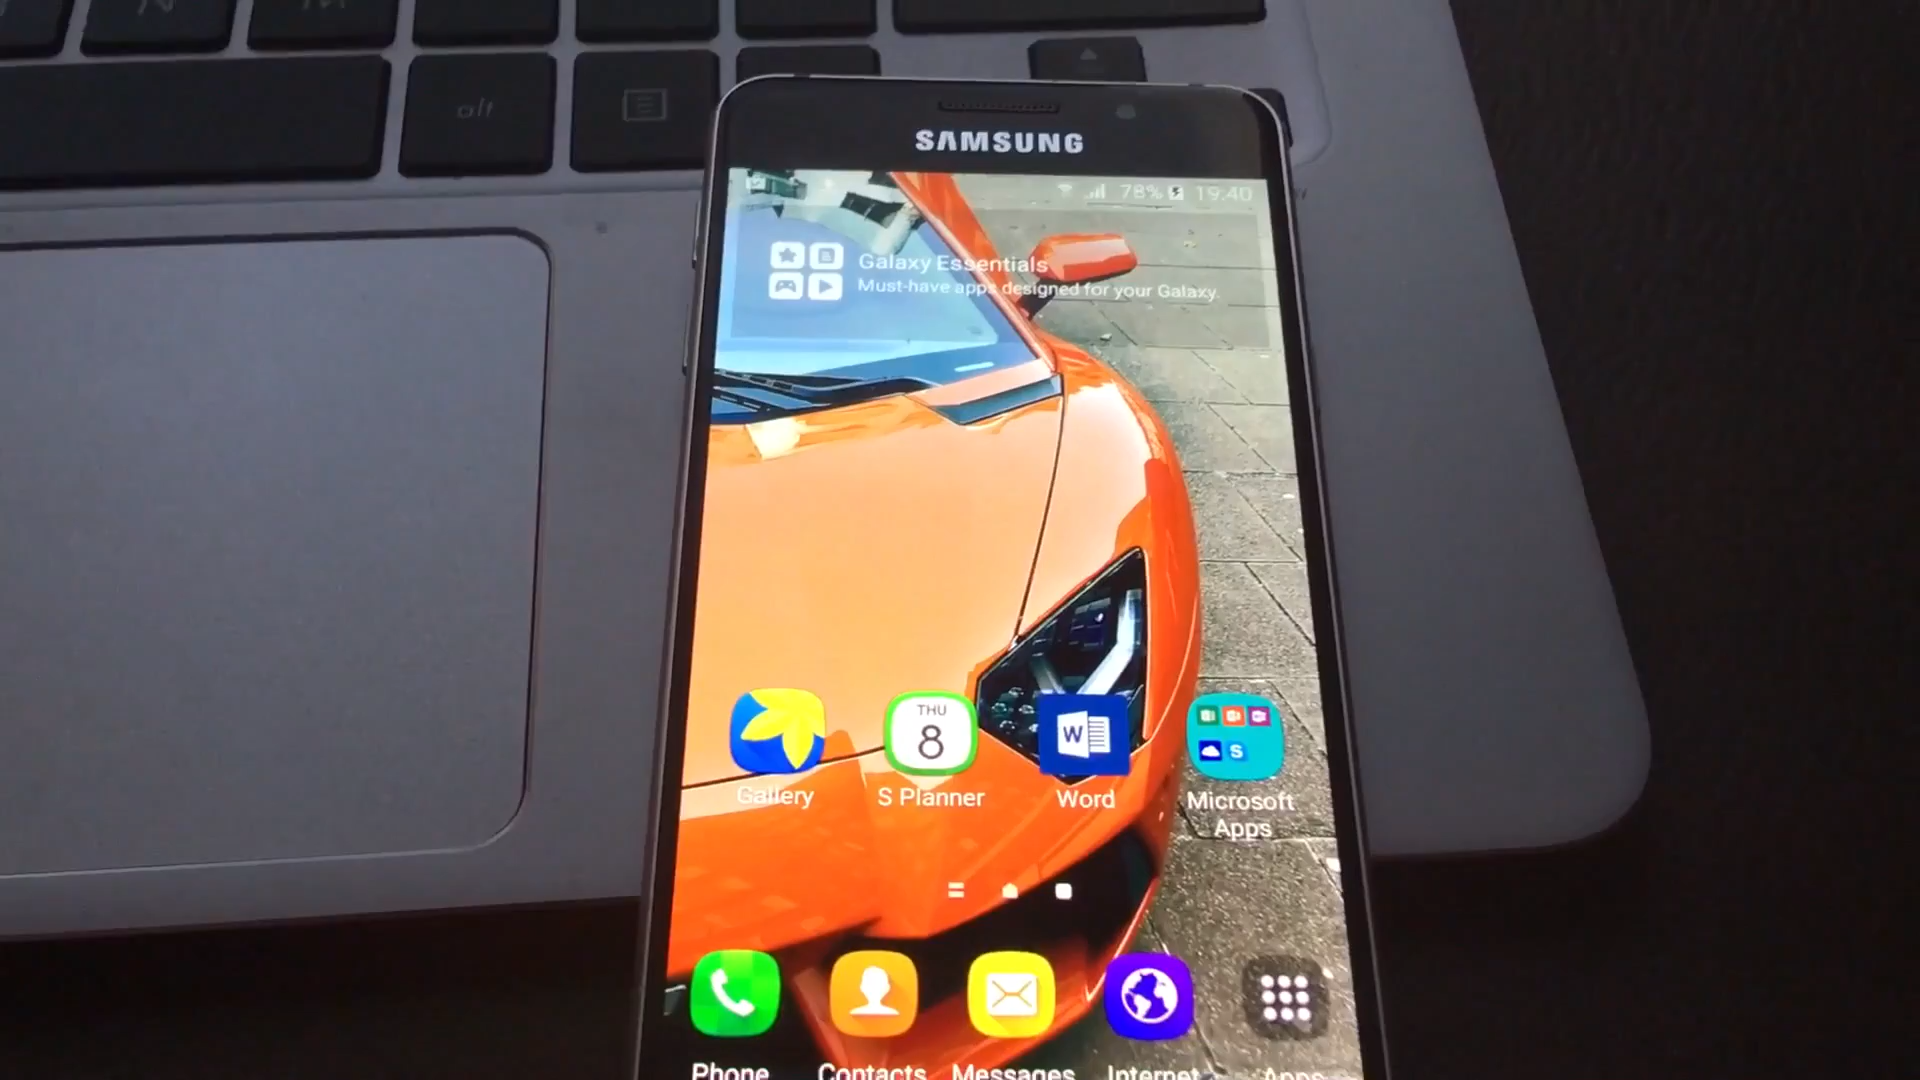 alt
SAMSUNG
78% 19:40
Galaxy Essentials
Must-have apps designed for your Galaxy.
THU
8
W
S
Gallery
S Planner
Word
Microsoft
Apps
Phone
Contacts
Messages
Internet
Apps